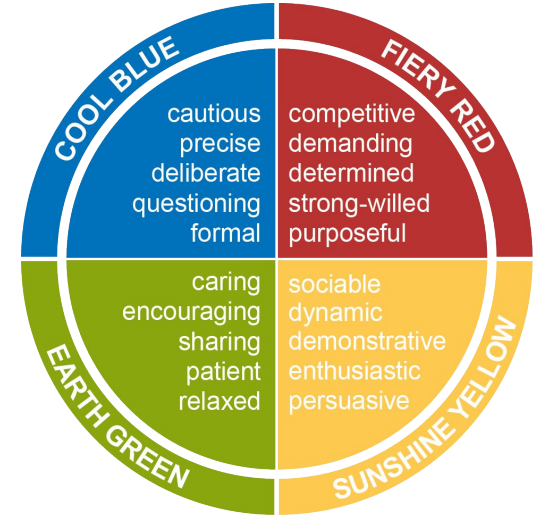 COOL BLUE
cautious
precise
deliberate
questioning
formal
FIERY RED
competitive
demanding
determined
strong-willed
purposeful
EARTH GREEN
caring
encouraging
sharing
patient
relaxed
SUNSHINE YELLOW
sociable
dynamic
demonstrative
enthusiastic
persuasive